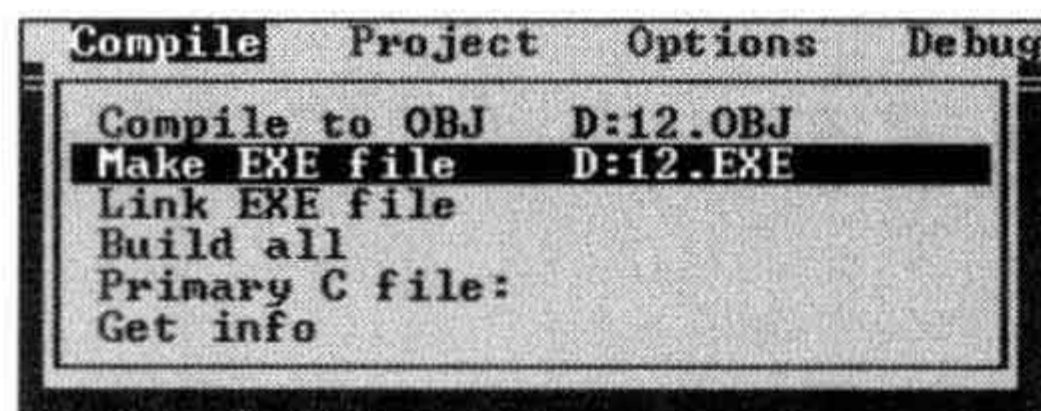 Compile Project Options Debug
Compile to OBJ D:12.OBJ
Make EXE file D:12.EXE
Link EXE file
Build all
Primary C file:
Get info